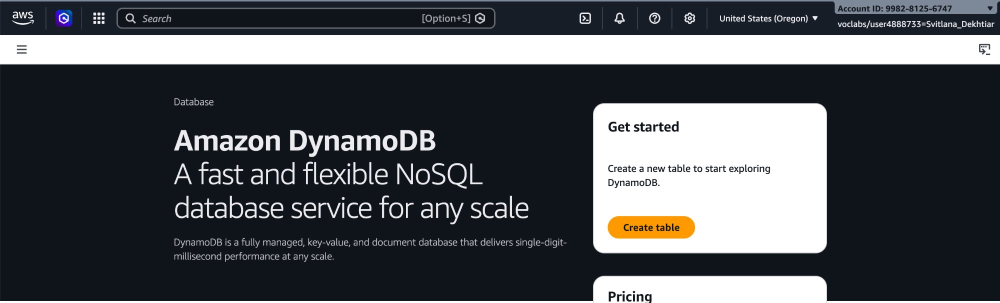 aws
Search
[Option+S]
United States (Oregon)
Account ID: 9982-8125-6747
voclabs/user4888733=Svitlana_Dekhtiar
Database
Amazon DynamoDB
A fast and flexible NoSQL
database service for any scale
DynamoDB is a fully managed, key-value, and document database that delivers single-digit-
millisecond performance at any scale.
Get started
Create a new table to start exploring
DynamoDB.
Create table
Pricing